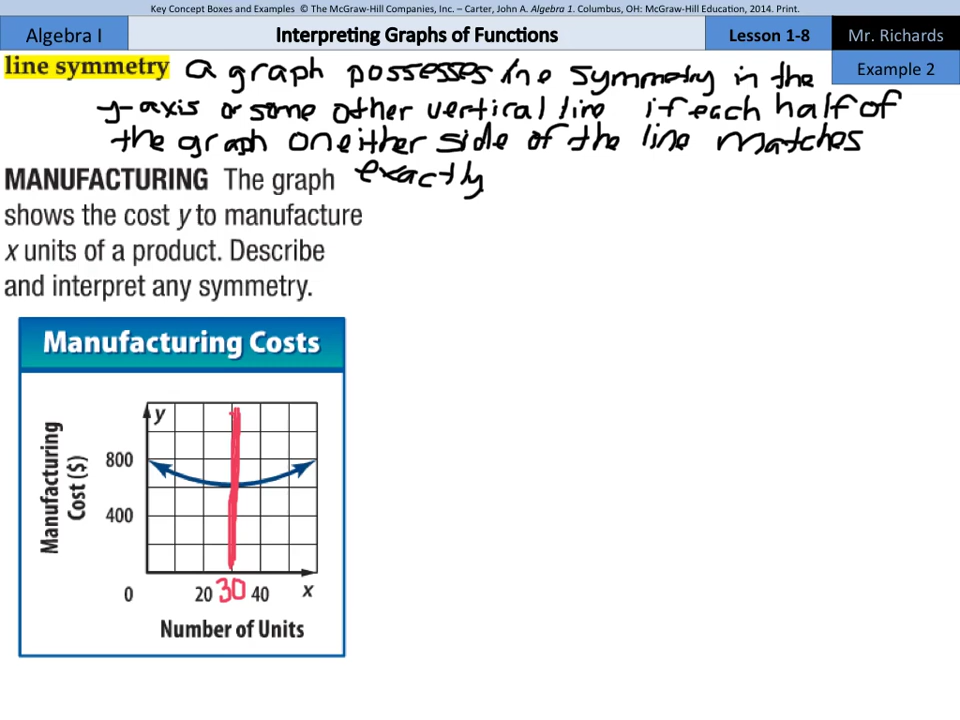 Key Concept Boxes and Examples © The McGraw-Hill Companies, Inc. – Carter, John A. Algebra 1. Columbus, OH: McGraw-Hill Education, 2014. Print.
Algebra I
Interpreting Graphs of Functions
Lesson 1-8
Mr. Richards
Example 2
line symmetry a graph possesses line symmetry in the
y-axis or some other vertical line if each half of
the graph on either side of the line matches
exactly
MANUFACTURING The graph
shows the cost y to manufacture
x units of a product. Describe
and interpret any symmetry.
Manufacturing Costs
Manufacturing
Cost ($)
y
800
400
0 20 30 40 x
Number of Units